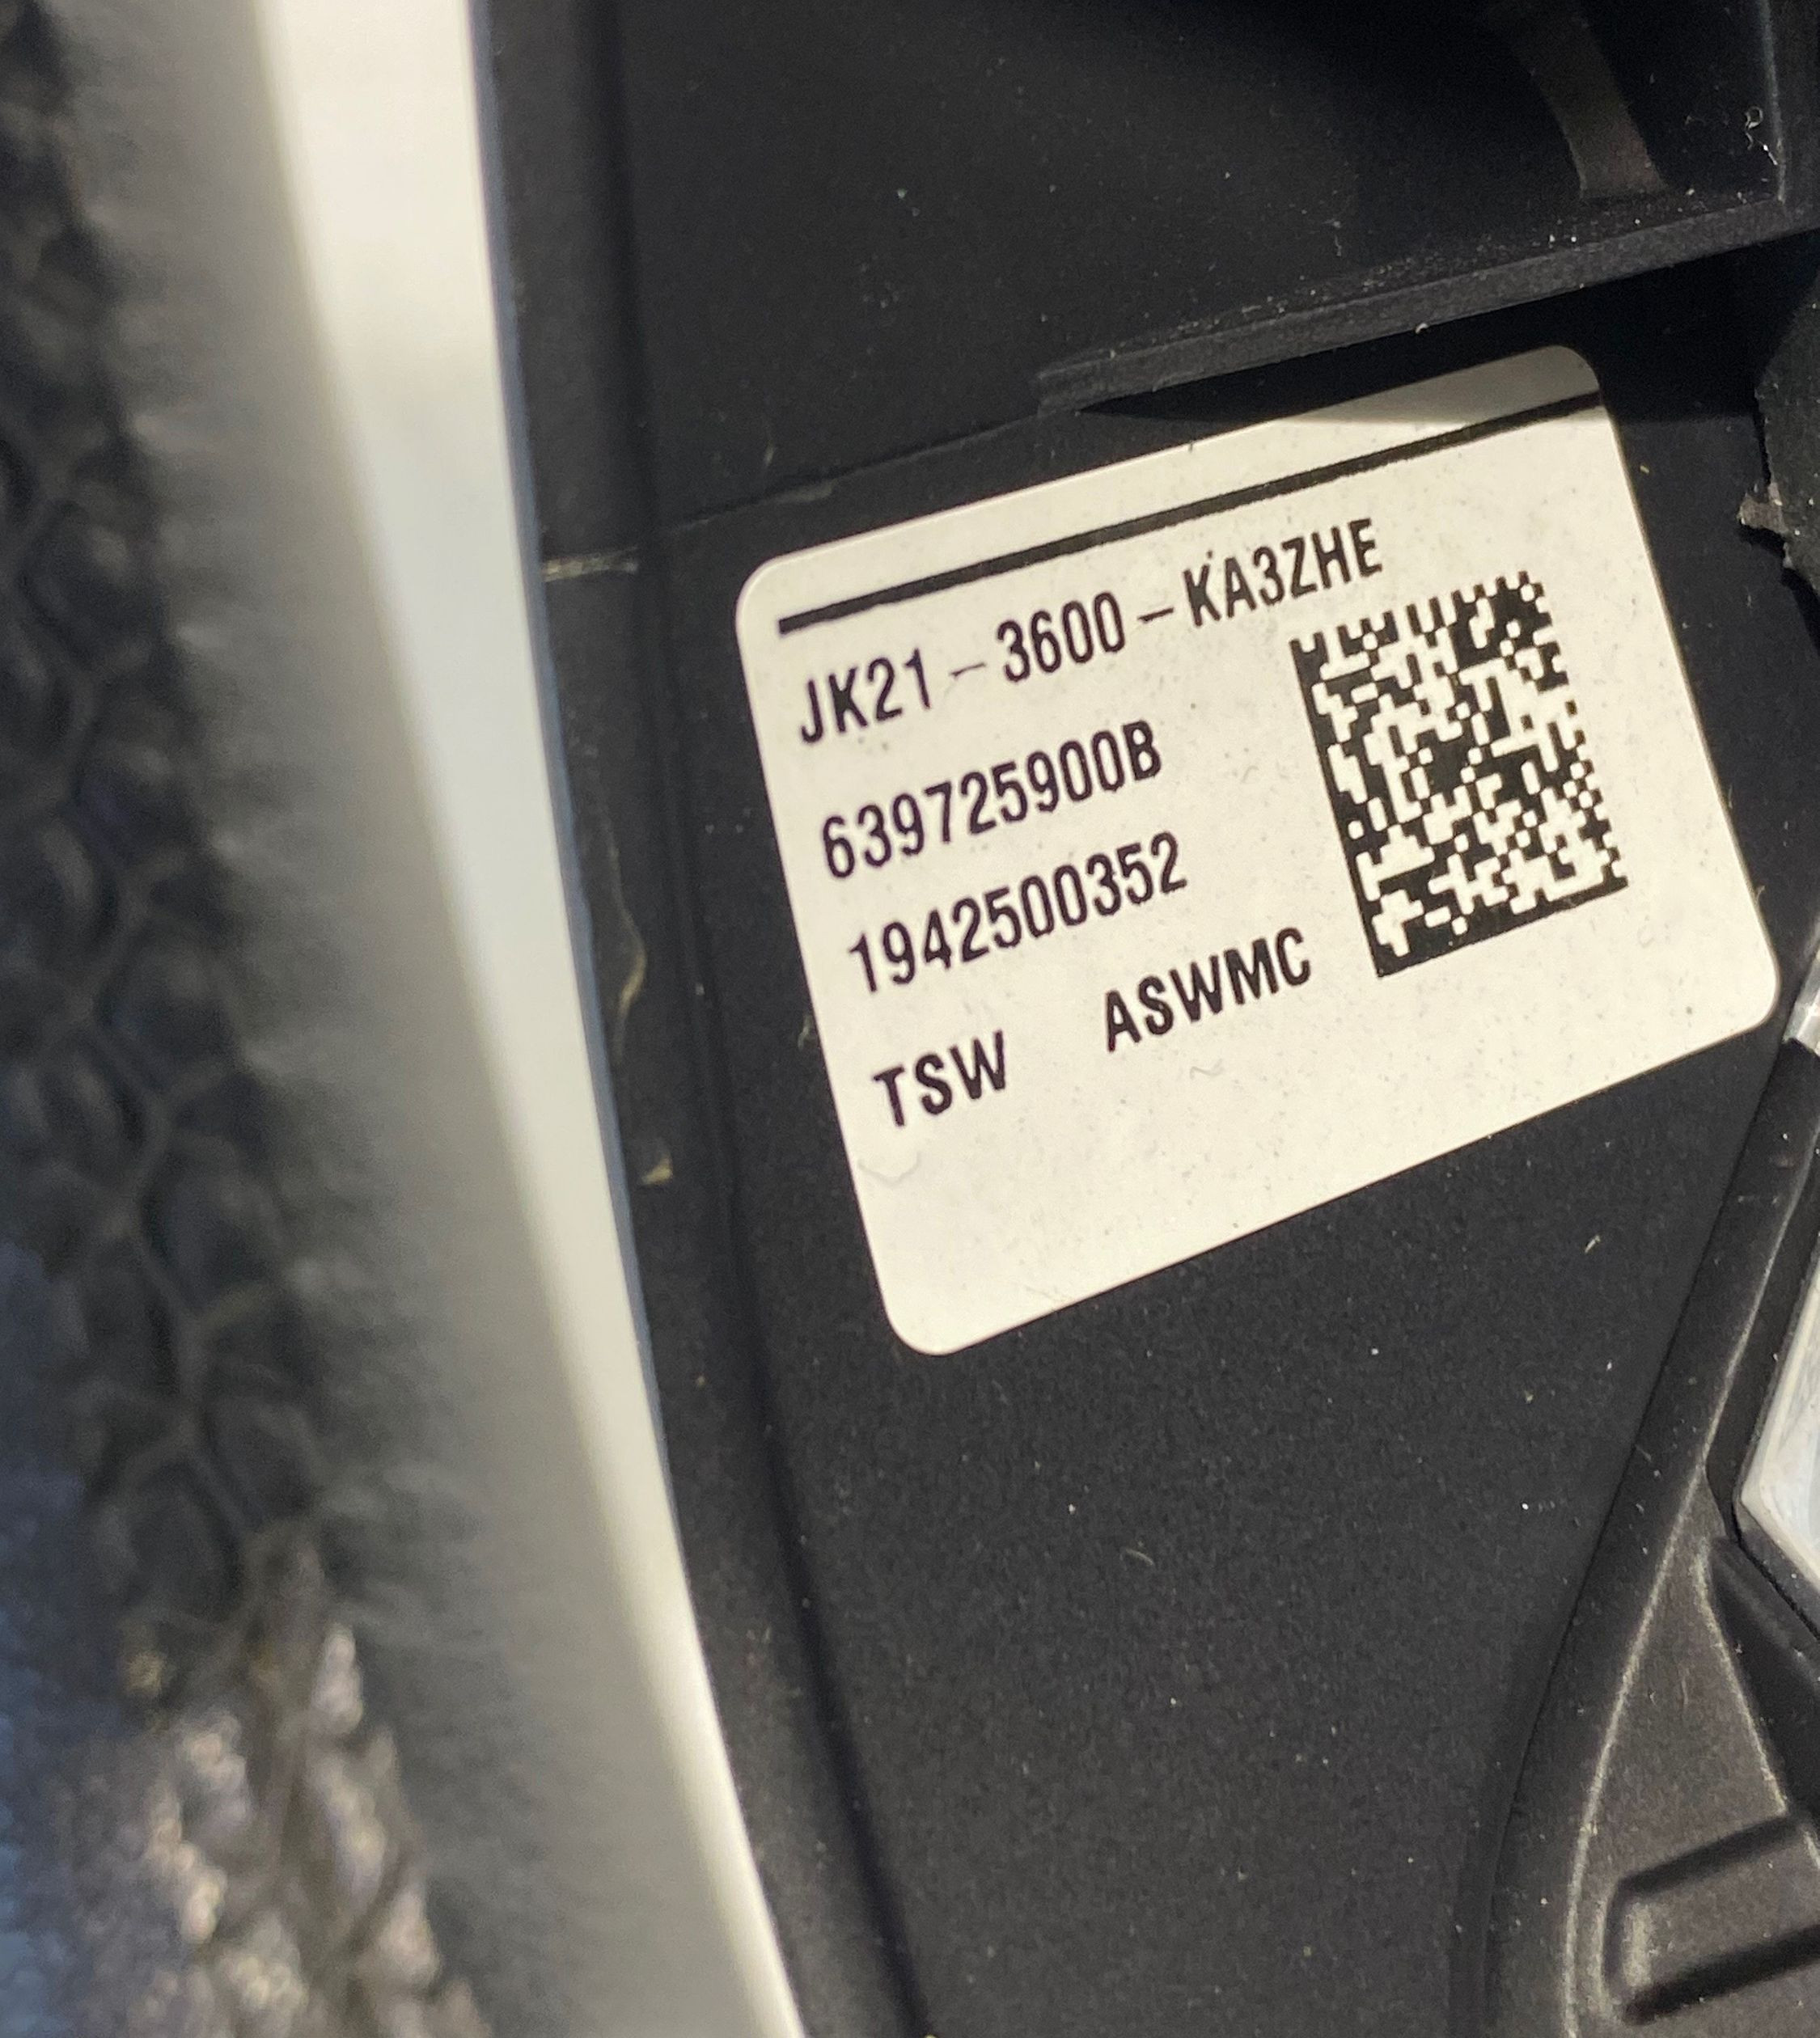 JK21-3600-KA3ZHE
639725900B
1942500352
TSW ASWMC